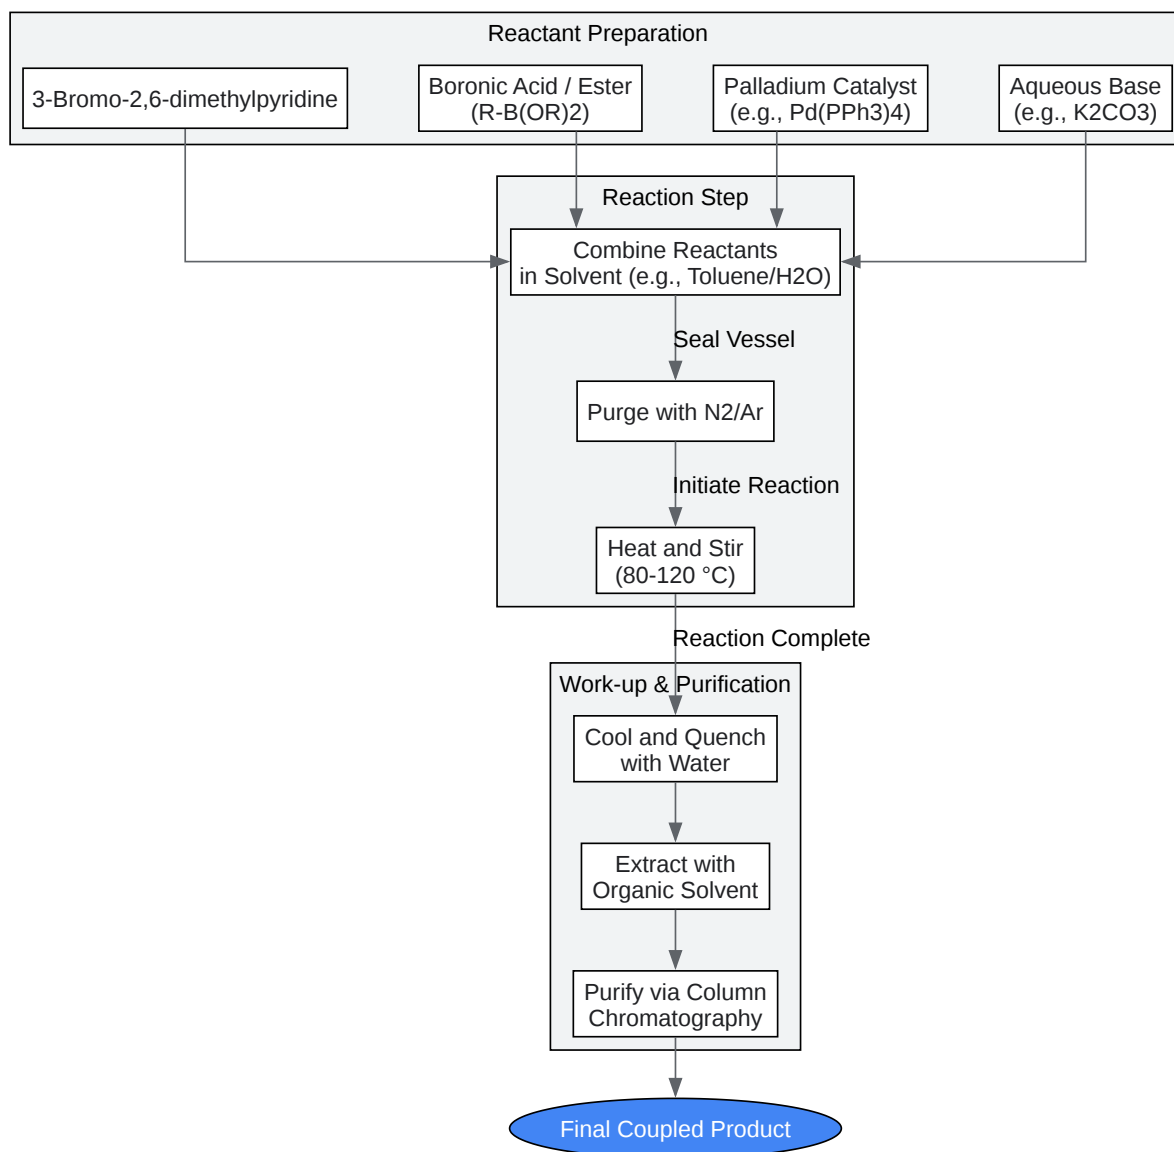 Reactant Preparation
3-Bromo-2,6-dimethylpyridine
Boronic Acid / Ester
(R-B(OR)2)
Palladium Catalyst
(e.g., Pd(PPh3)4)
Aqueous Base
(e.g., K2CO3)
Reaction Step
Combine Reactants
in Solvent (e.g., Toluene/H2O)
Seal Vessel
Purge with N2/Ar
Initiate Reaction
Heat and Stir
(80-120 °C)
Reaction Complete
Work-up & Purification
Cool and Quench
with Water
Extract with
Organic Solvent
Purify via Column
Chromatography
Final Coupled Product